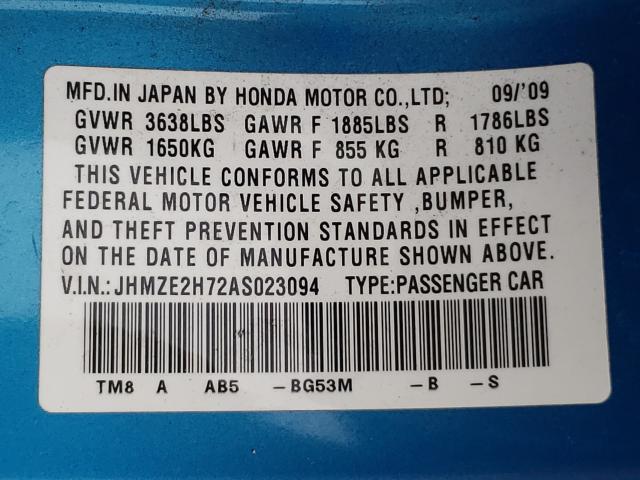 MFD.IN JAPAN BY HONDA MOTOR CO.,LTD; 09/'09
GVWR 3638LBS GAWR F 1885LBS R 1786LBS
GVWR 1650KG GAWR F 855 KG R 810 KG
THIS VEHICLE CONFORMS TO ALL APPLICABLE
FEDERAL MOTOR VEHICLE SAFETY ,BUMPER,
AND THEFT PREVENTION STANDARDS IN EFFECT
ON THE DATE OF MANUFACTURE SHOWN ABOVE.
V.I.N.:JHMZE2H72AS023094 TYPE:PASSENGER CAR
TM8 A AB5 -BG53M -B -S